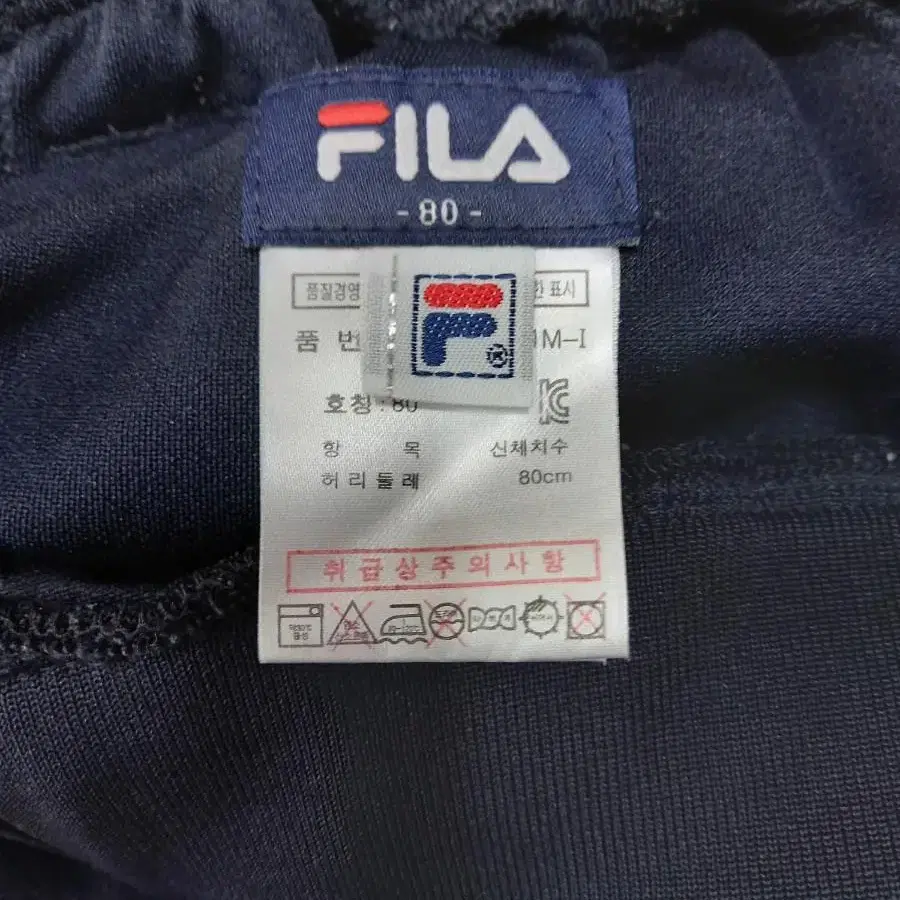 FILA
- 80 -
품질경영 한 표시
품 번 M-I
호칭 : 80
항 목 신체치수
허리둘레 80cm
취급상주의사항